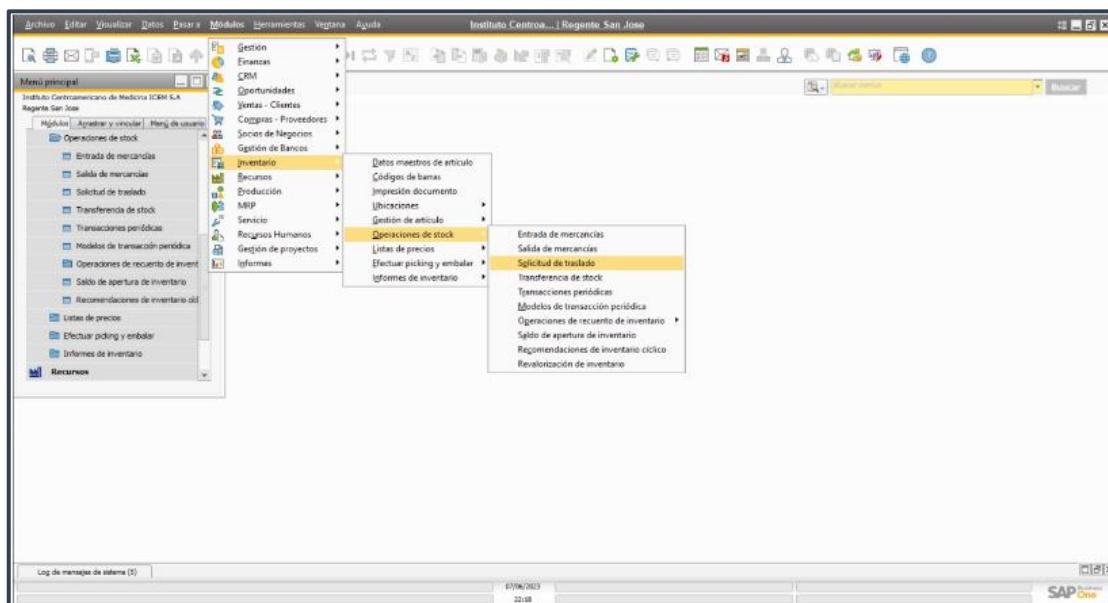 Archivo Editar Visualizar Datos Pasar a Módulos Herramientas Ventana Ayuda
Instituto Centroa... | Regente San Jose
Menú principal
Instituto Centroamericano de Medicina ICEM S.A
Regente San Jose
Módulos Arrastrar y vincular Menú de usuario
Operaciones de stock
Entrada de mercancías
Salida de mercancías
Solicitud de traslado
Transferencia de stock
Transacciones periódicas
Modelos de transacción periódica
Operaciones de recuento de invent
Saldo de apertura de inventario
Recomendaciones de inventario cícl
Listas de precios
Efectuar picking y embalar
Informes de inventario
Recursos
Gestión
Finanzas
CRM
Oportunidades
Ventas - Clientes
Compras - Proveedores
Socios de Negocios
Gestión de Bancos
Inventario
Recursos
Producción
MRP
Servicio
Recursos Humanos
Gestión de proyectos
Informes
Datos maestros de artículo
Códigos de barras
Impresión documento
Ubicaciones
Gestión de artículo
Operaciones de stock
Listas de precios
Efectuar picking y embalar
Informes de inventario
Entrada de mercancías
Salida de mercancías
Solicitud de traslado
Transferencia de stock
Transacciones periódicas
Modelos de transacción periódica
Operaciones de recuento de inventario
Saldo de apertura de inventario
Recomendaciones de inventario cíclico
Revalorización de inventario
Buscar
Log de mensajes de sistema (5)
07/06/2023
22:18
SAP Business One